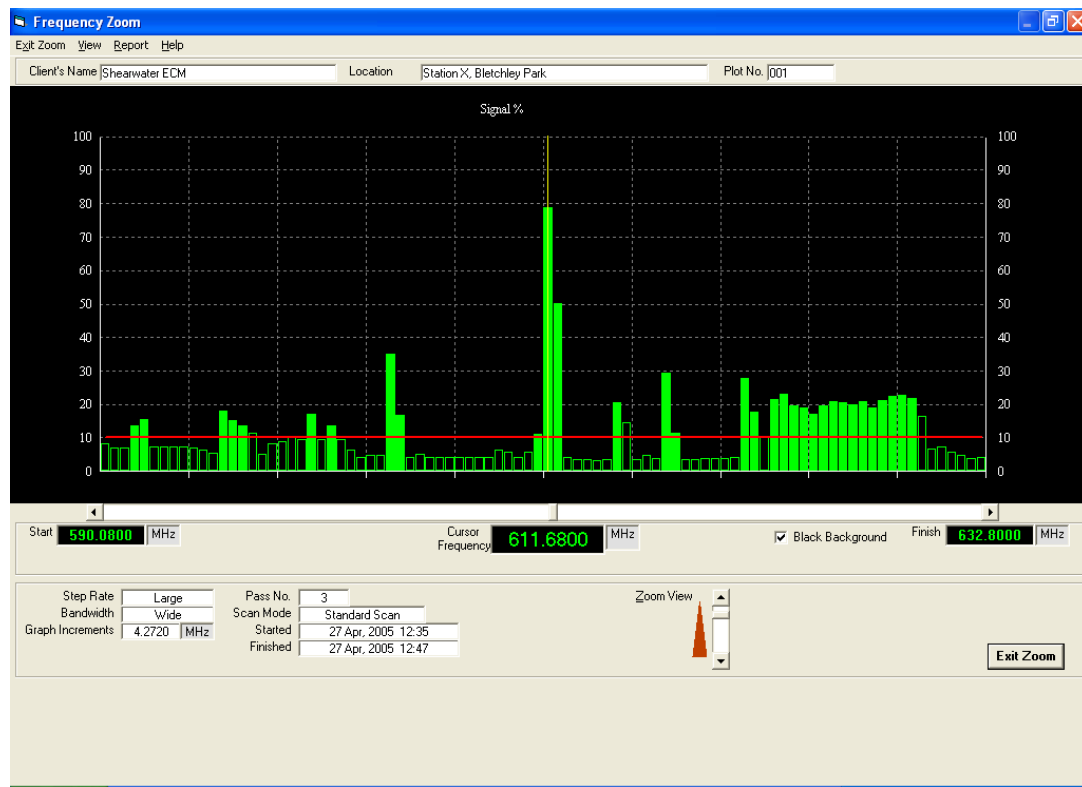 Frequency Zoom
Exit Zoom View Report Help
Client's Name Shearwater ECM Location Station X, Bletchley Park Plot No. 001
Signal %
100 100
90 90
80 80
70 70
60 60
50 50
40 40
30 30
20 20
10 10
0 0
Start 590.0800 MHz Cursor Frequency 611.6800 MHz Black Background Finish 632.8000 MHz
Step Rate Large Pass No. 3 Zoom View
Bandwidth Wide Scan Mode Standard Scan
Graph Increments 4.2720 MHz Started 27 Apr, 2005 12:35
Finished 27 Apr, 2005 12:47
Exit Zoom